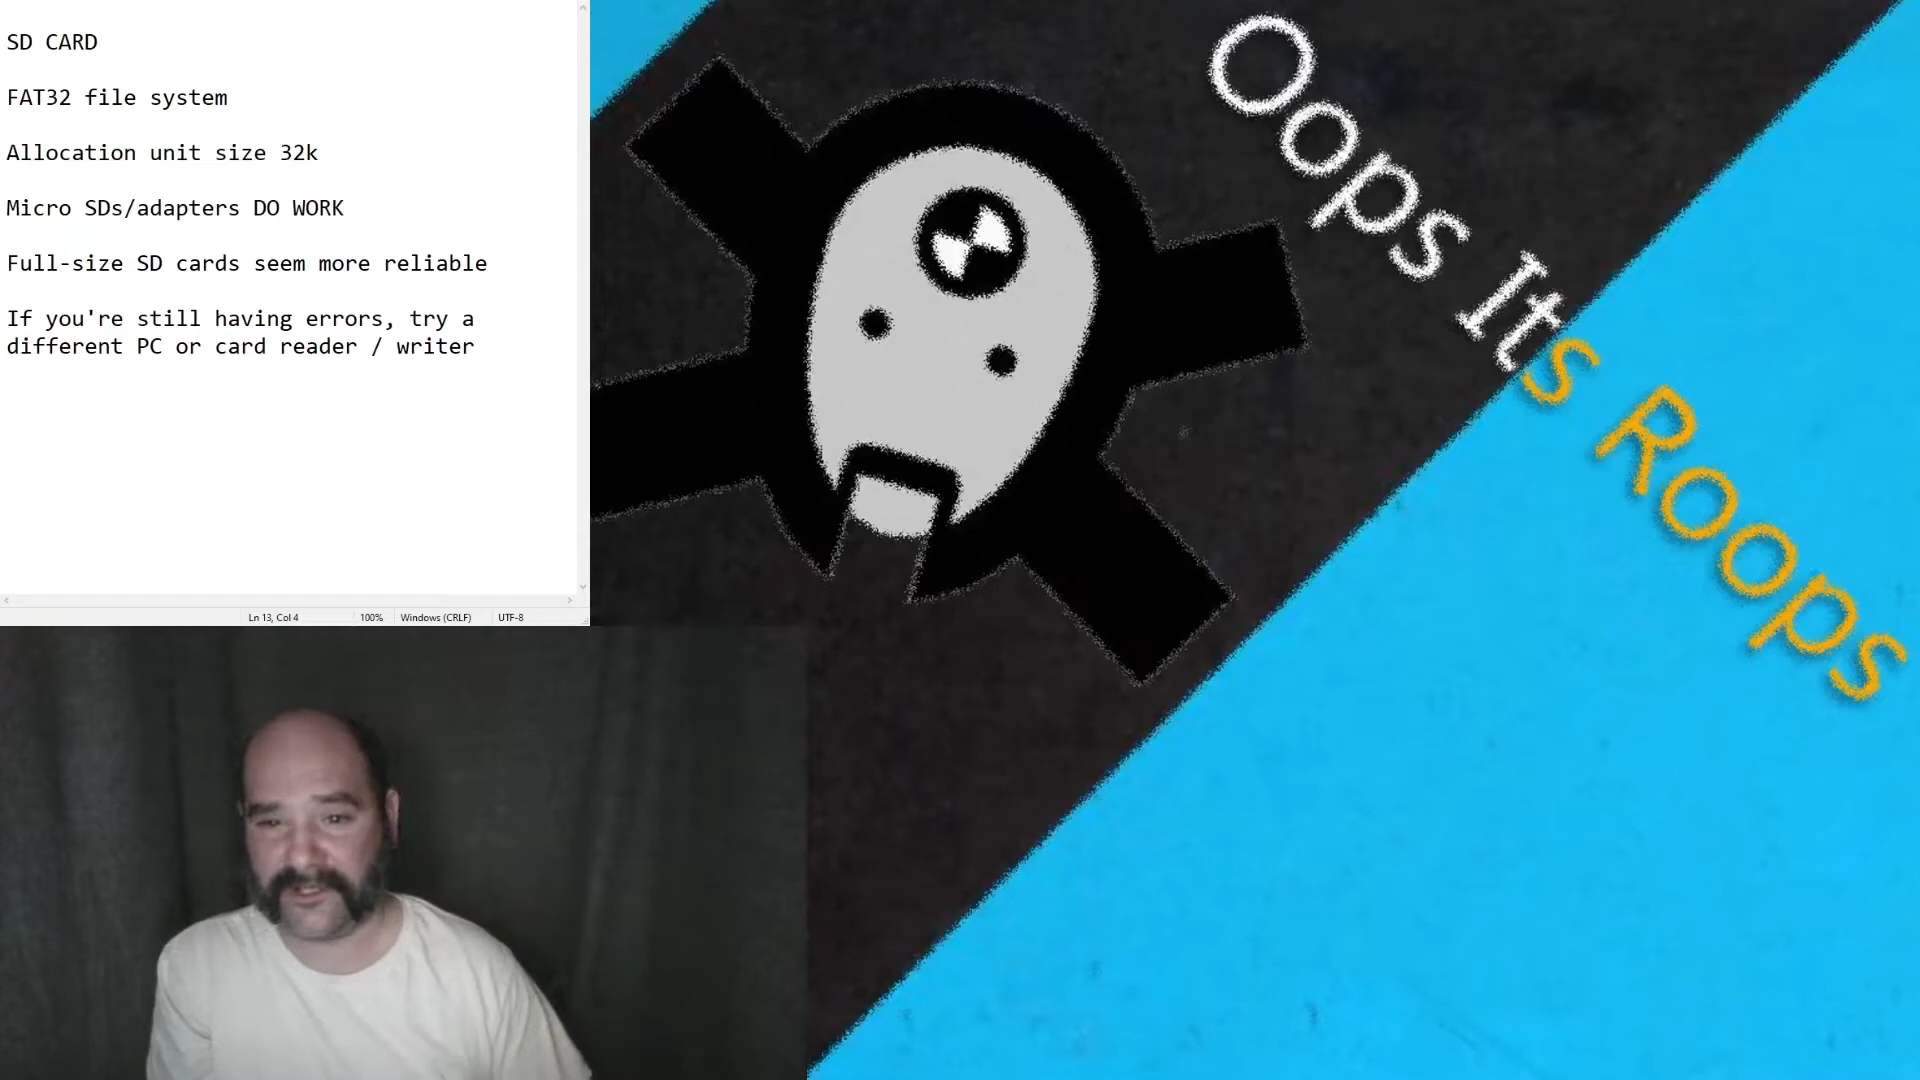 SD CARD
FAT32 file system
Allocation unit size 32k
Micro SDs/adapters DO WORK
Full-size SD cards seem more reliable
If you're still having errors, try a
different PC or card reader / writer
Ln 13, Col 4 100% Windows (CRLF) UTF-8
Oops Its Roops